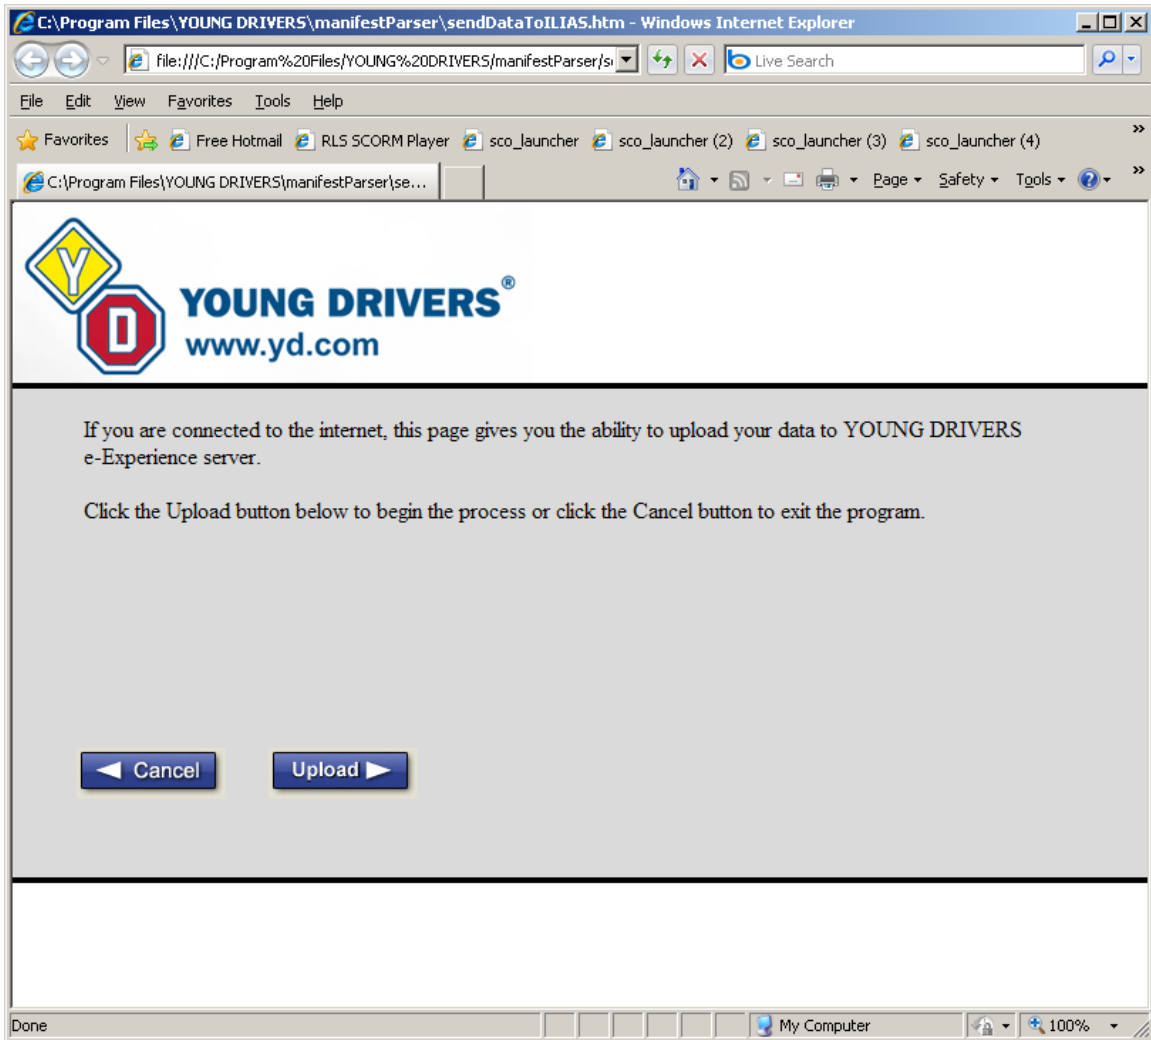 C:\Program Files\YOUNG DRIVERS\manifestParser\sendDataToILIAS.htm - Windows Internet Explorer
file:///C:/Program%20Files/YOUNG%20DRIVERS/manifestParser/s
Live Search
File Edit View Favorites Tools Help
Favorites Free Hotmail RLS SCORM Player sco_launcher sco_launcher (2) sco_launcher (3) sco_launcher (4) »
C:\Program Files\YOUNG DRIVERS\manifestParser\se... Page Safety Tools »
Y
D
YOUNG DRIVERS®
www.yd.com
If you are connected to the internet, this page gives you the ability to upload your data to YOUNG DRIVERS
e-Experience server.
Click the Upload button below to begin the process or click the Cancel button to exit the program.
Cancel Upload
Done My Computer 100%